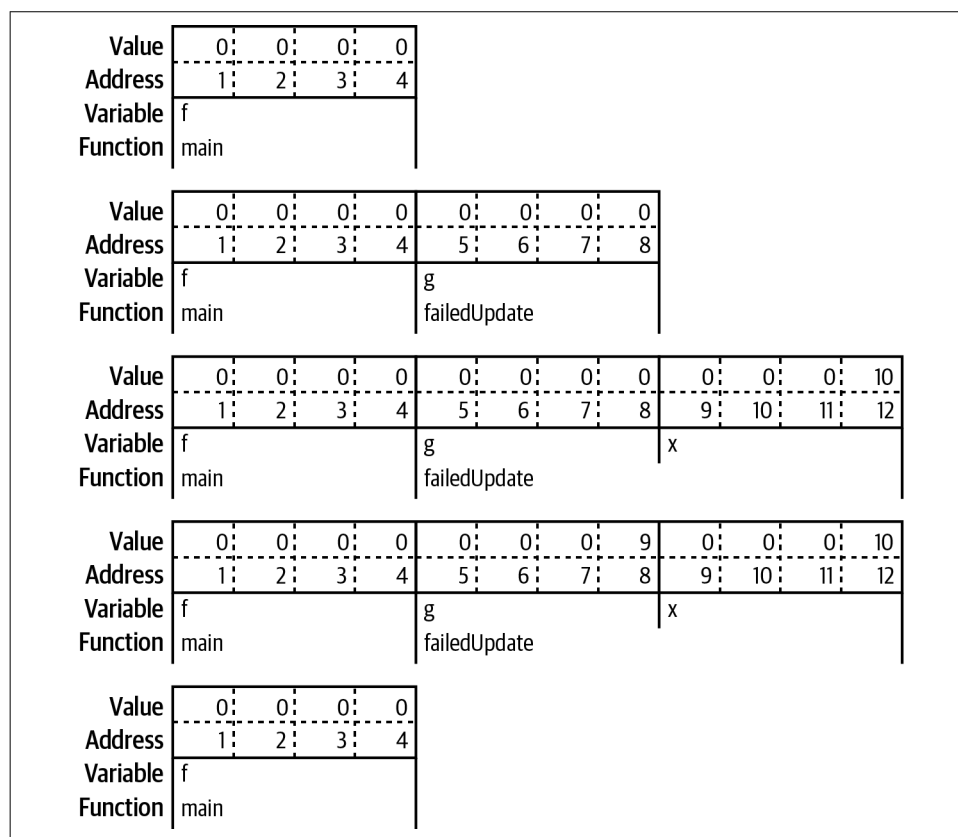 Value 0 0 0 0
Address 1 2 3 4
Variable f
Function main
Value 0 0 0 0 0 0 0 0
Address 1 2 3 4 5 6 7 8
Variable f g
Function main failedUpdate
Value 0 0 0 0 0 0 0 0 0 0 0 10
Address 1 2 3 4 5 6 7 8 9 10 11 12
Variable f g x
Function main failedUpdate
Value 0 0 0 0 0 0 0 9 0 0 0 10
Address 1 2 3 4 5 6 7 8 9 10 11 12
Variable f g x
Function main failedUpdate
Value 0 0 0 0
Address 1 2 3 4
Variable f
Function main